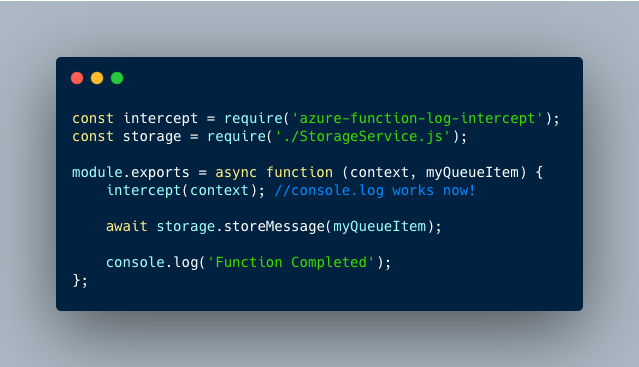 const intercept = require('azure-function-log-intercept');
const storage = require('./StorageService.js');

module.exports = async function (context, myQueueItem) {
    intercept(context); //console.log works now!

    await storage.storeMessage(myQueueItem);

    console.log('Function Completed');
};